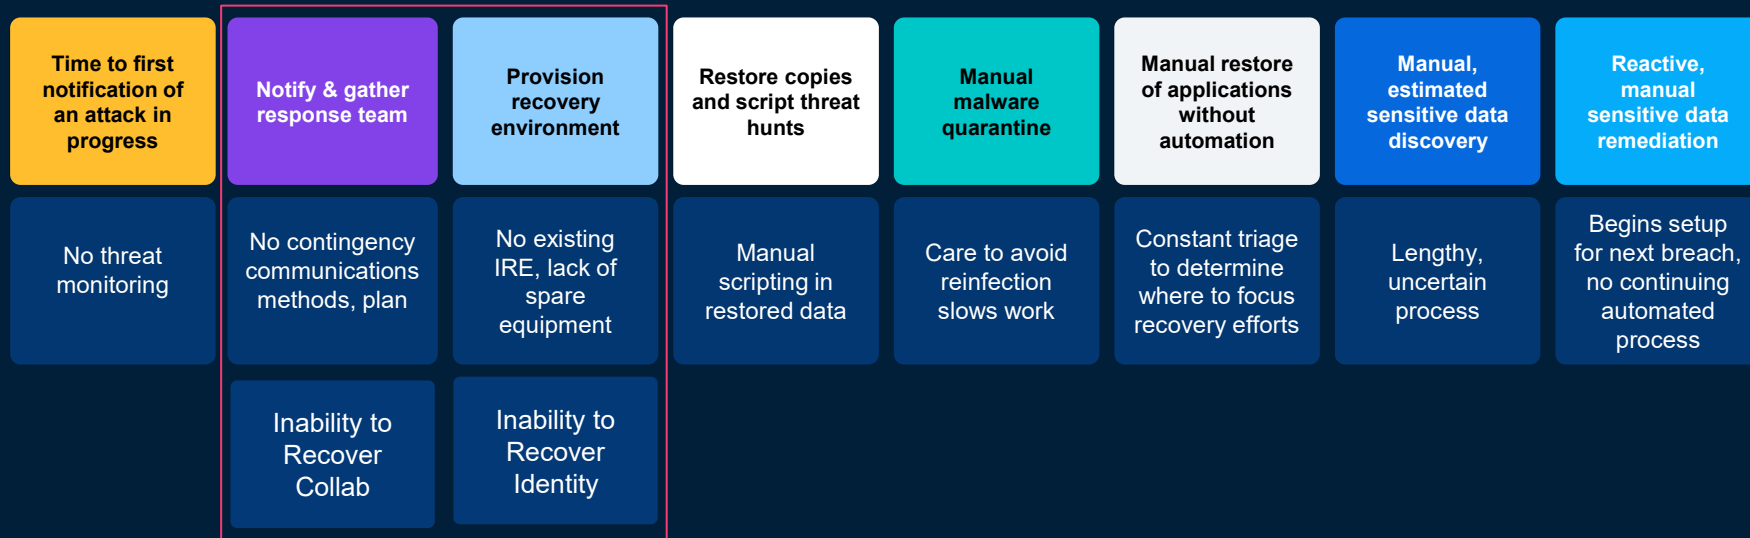 Time to first
notification of
an attack in
progress
Notify & gather
response team
Provision
recovery
environment
Restore copies
and script threat
hunts
Manual
malware
quarantine
Manual restore
of applications
without
automation
Manual,
estimated
sensitive data
discovery
Reactive,
manual
sensitive data
remediation
No threat
monitoring
No contingency
communications
methods, plan
No existing
IRE, lack of
spare
equipment
Manual
scripting in
restored data
Care to avoid
reinfection
slows work
Constant triage
to determine
where to focus
recovery efforts
Lengthy,
uncertain
process
Begins setup
for next breach,
no continuing
automated
process
Inability to
Recover
Collab
Inability to
Recover
Identity